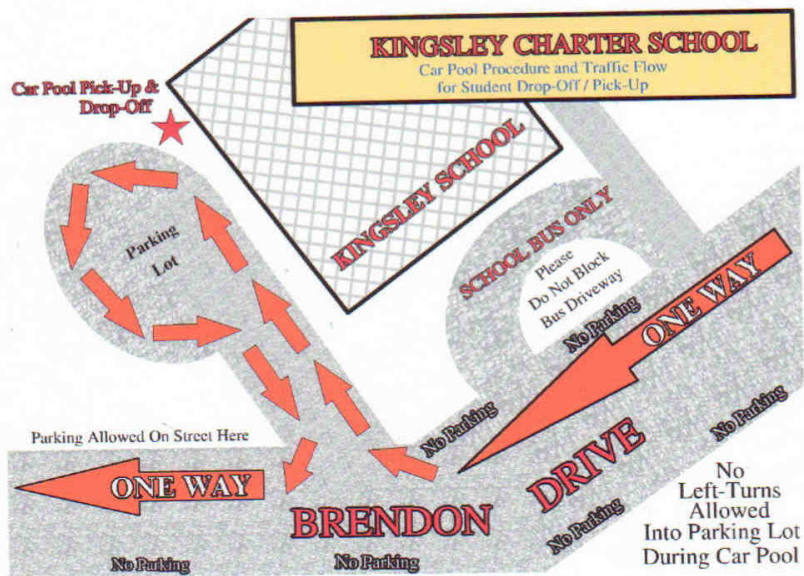 KINGSLEY CHARTER SCHOOL
Car Pool Procedure and Traffic Flow
for Student Drop-Off / Pick-Up
Car Pool Pick-Up &
Drop-Off
KINGSLEY SCHOOL
SCHOOL BUS ONLY
Please
Do Not Block
Bus Driveway
Parking
Lot
No Parking
ONE WAY
No Parking
No Parking
Parking Allowed On Street Here
ONE WAY
BRENDON
DRIVE
No Parking
No Parking
No Parking
No
Left-Turns
Allowed
Into Parking Lot
During Car Pool